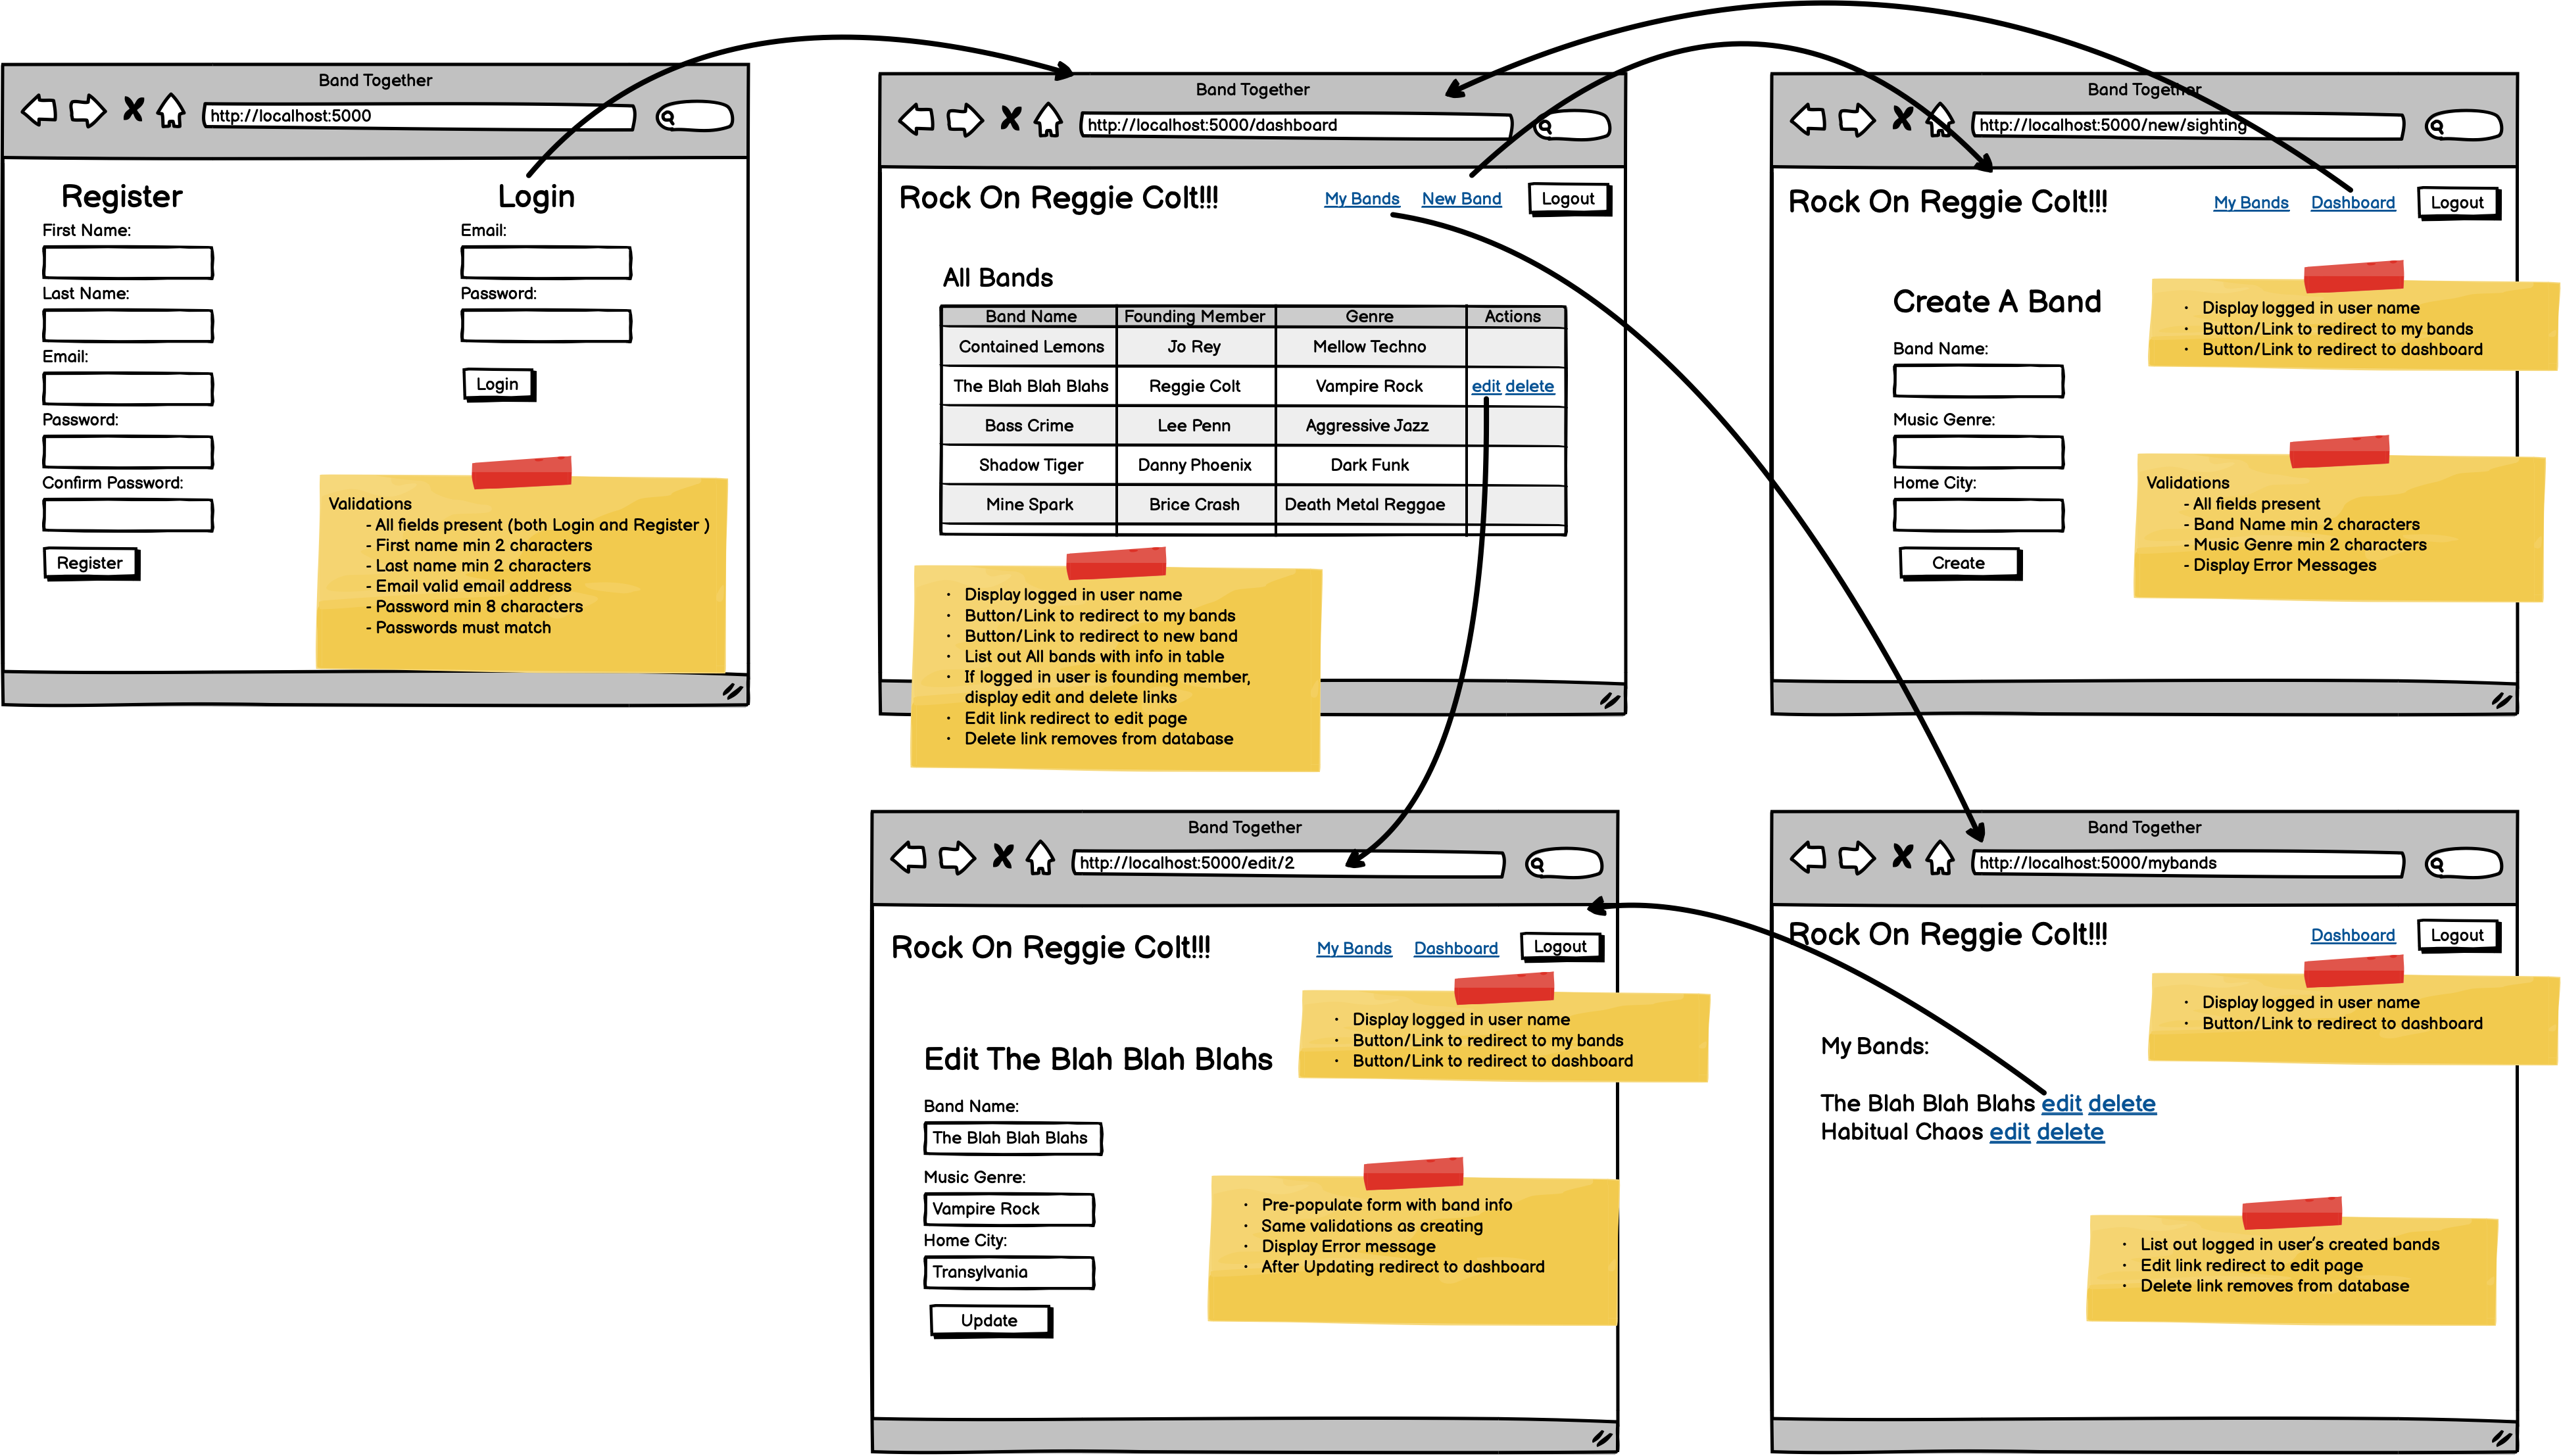 Band Together
http://localhost:5000
Register
First Name:
Last Name:
Email:
Password:
Confirm Password:
Register
Login
Email:
Password:
Login
Validations
- All fields present (both Login and Register )
- First name min 2 characters
- Last name min 2 characters
- Email valid email address
- Password min 8 characters
- Passwords must match
Band Together
http://localhost:5000/dashboard
Rock On Reggie Colt!!!
My Bands New Band Logout
All Bands
Band Name Founding Member Genre Actions
Contained Lemons Jo Rey Mellow Techno
The Blah Blah Blahs Reggie Colt Vampire Rock edit delete
Bass Crime Lee Penn Aggressive Jazz
Shadow Tiger Danny Phoenix Dark Funk
Mine Spark Brice Crash Death Metal Reggae
· Display logged in user name
· Button/Link to redirect to my bands
· Button/Link to redirect to new band
· List out All bands with info in table
· If logged in user is founding member,
display edit and delete links
· Edit link redirect to edit page
· Delete link removes from database
Band Together
http://localhost:5000/new/sighting
Rock On Reggie Colt!!!
My Bands Dashboard Logout
· Display logged in user name
· Button/Link to redirect to my bands
· Button/Link to redirect to dashboard
Create A Band
Band Name:
Music Genre:
Home City:
Create
Validations
- All fields present
- Band Name min 2 characters
- Music Genre min 2 characters
- Display Error Messages
Band Together
http://localhost:5000/edit/2
Rock On Reggie Colt!!!
My Bands Dashboard Logout
· Display logged in user name
· Button/Link to redirect to my bands
· Button/Link to redirect to dashboard
Edit The Blah Blah Blahs
Band Name:
The Blah Blah Blahs
Music Genre:
Vampire Rock
Home City:
Transylvania
Update
· Pre-populate form with band info
· Same validations as creating
· Display Error message
· After Updating redirect to dashboard
Band Together
http://localhost:5000/mybands
Rock On Reggie Colt!!!
Dashboard Logout
· Display logged in user name
· Button/Link to redirect to dashboard
My Bands:
The Blah Blah Blahs edit delete
Habitual Chaos edit delete
· List out logged in user's created bands
· Edit link redirect to edit page
· Delete link removes from database